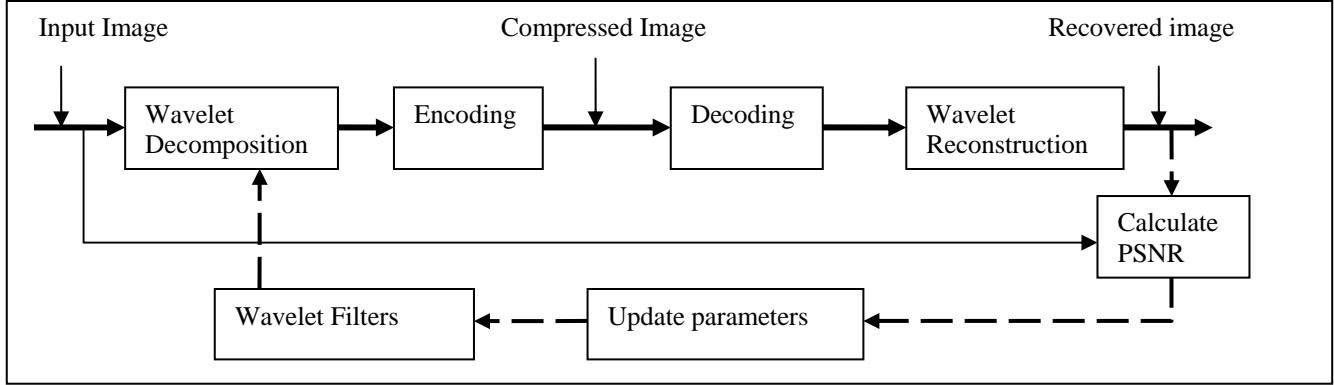 Input Image
Compressed Image
Recovered image
Wavelet
Decomposition
Encoding
Decoding
Wavelet
Reconstruction
Calculate
PSNR
Wavelet Filters
Update parameters